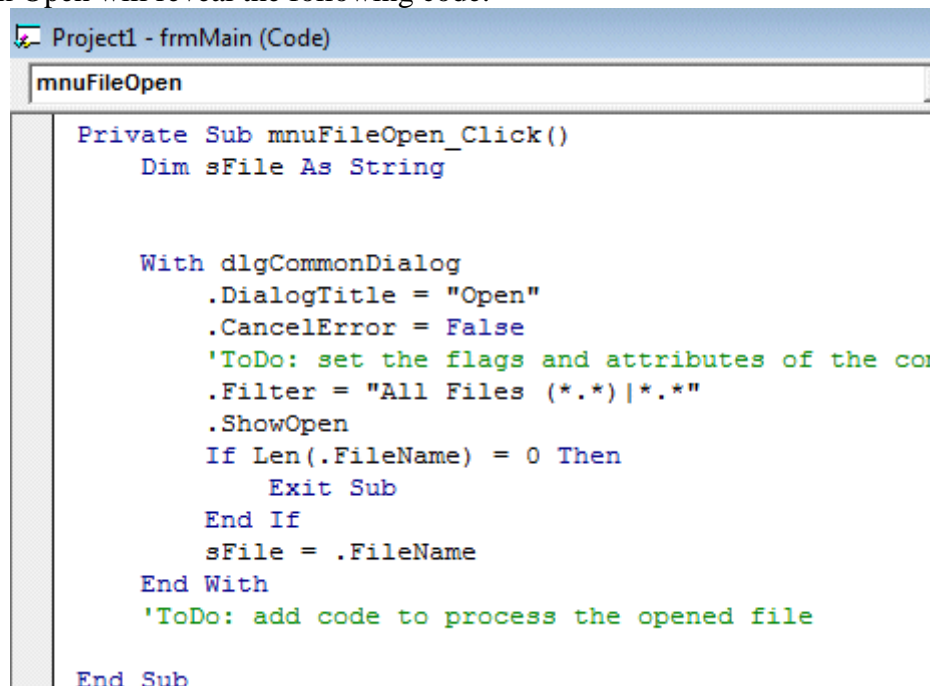 Open will reveal the following code.
Project1 - frmMain (Code)
mnuFileOpen
Private Sub mnuFileOpen_Click()
Dim sFile As String
With dlgCommonDialog
.DialogTitle = "Open"
.CancelError = False
'ToDo: set the flags and attributes of the
.Filter = "All Files (*.*)|*.*"
.ShowOpen
If Len(.FileName) = 0 Then
Exit Sub
End If
sFile = .FileName
End With
'ToDo: add code to process the opened file
End Sub